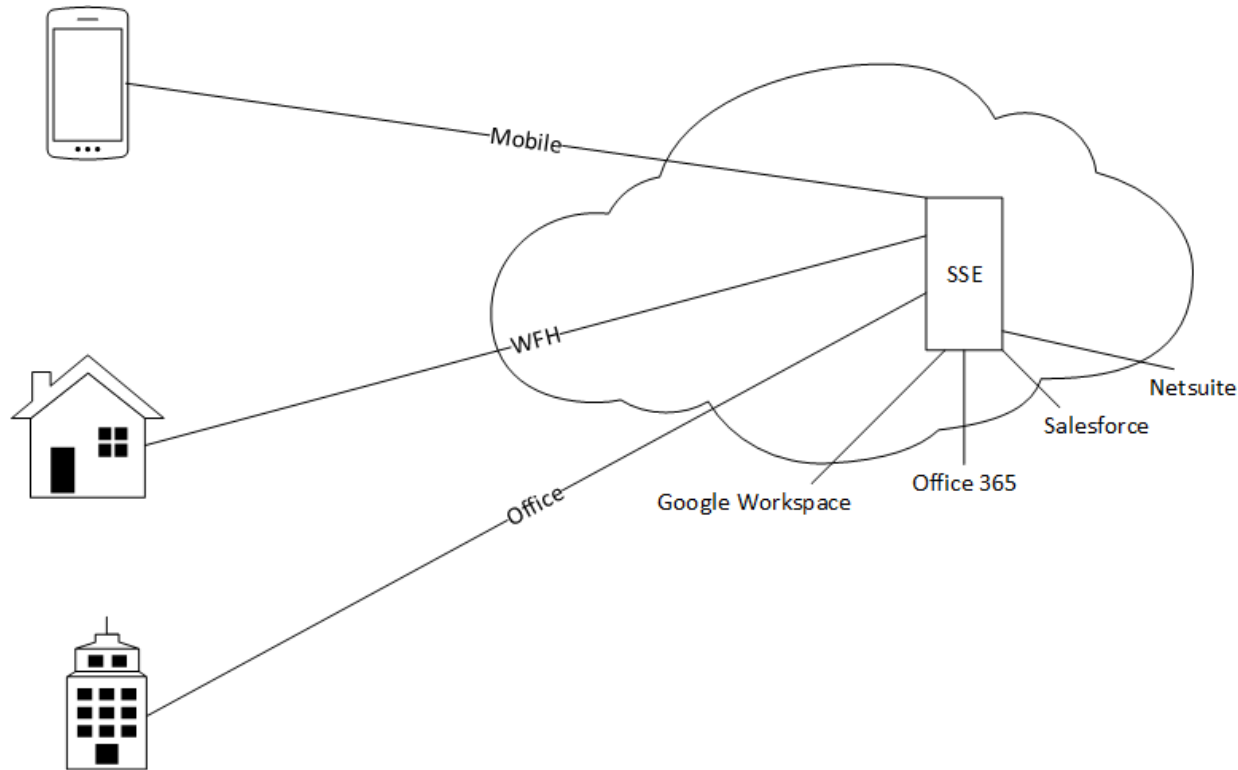 Mobile
SSE
WFH
Netsuite
Salesforce
Office 365
Google Workspace
Office